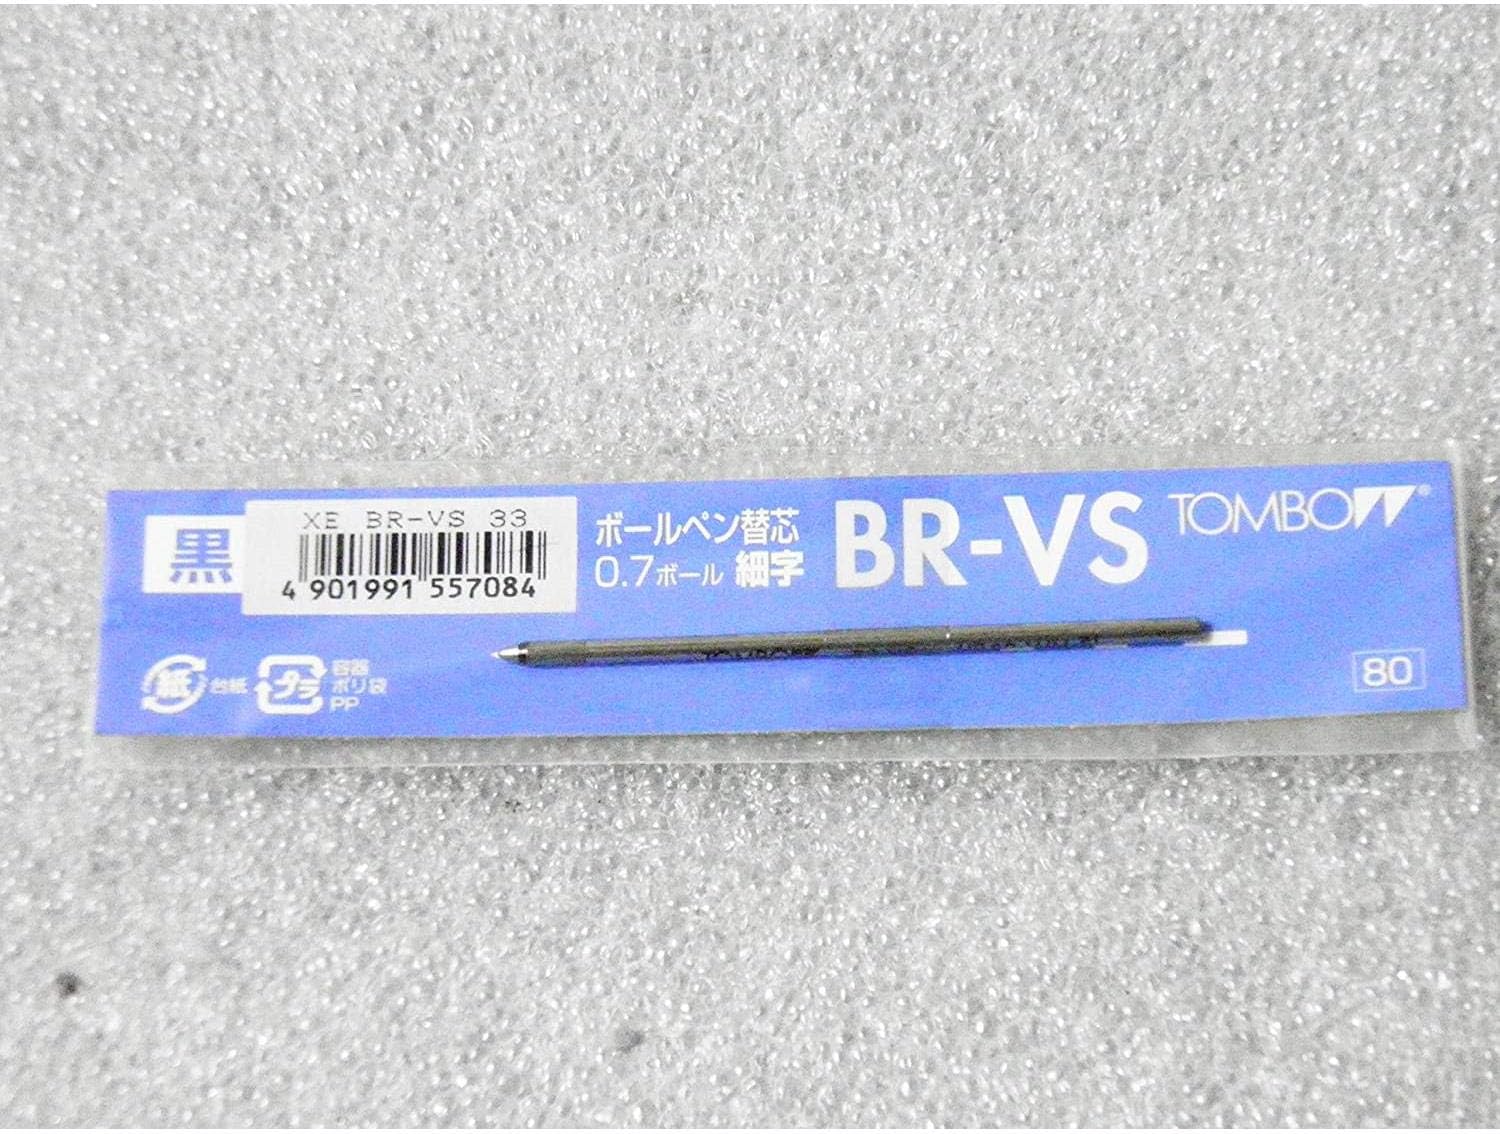 黒
XE BR-VS 33
4 901991 557084
ボールペン替芯
0.7ボール 細字
BR-VS
TOMBOW®
紙 台紙
プラ
容器
ポリ袋
PP
80